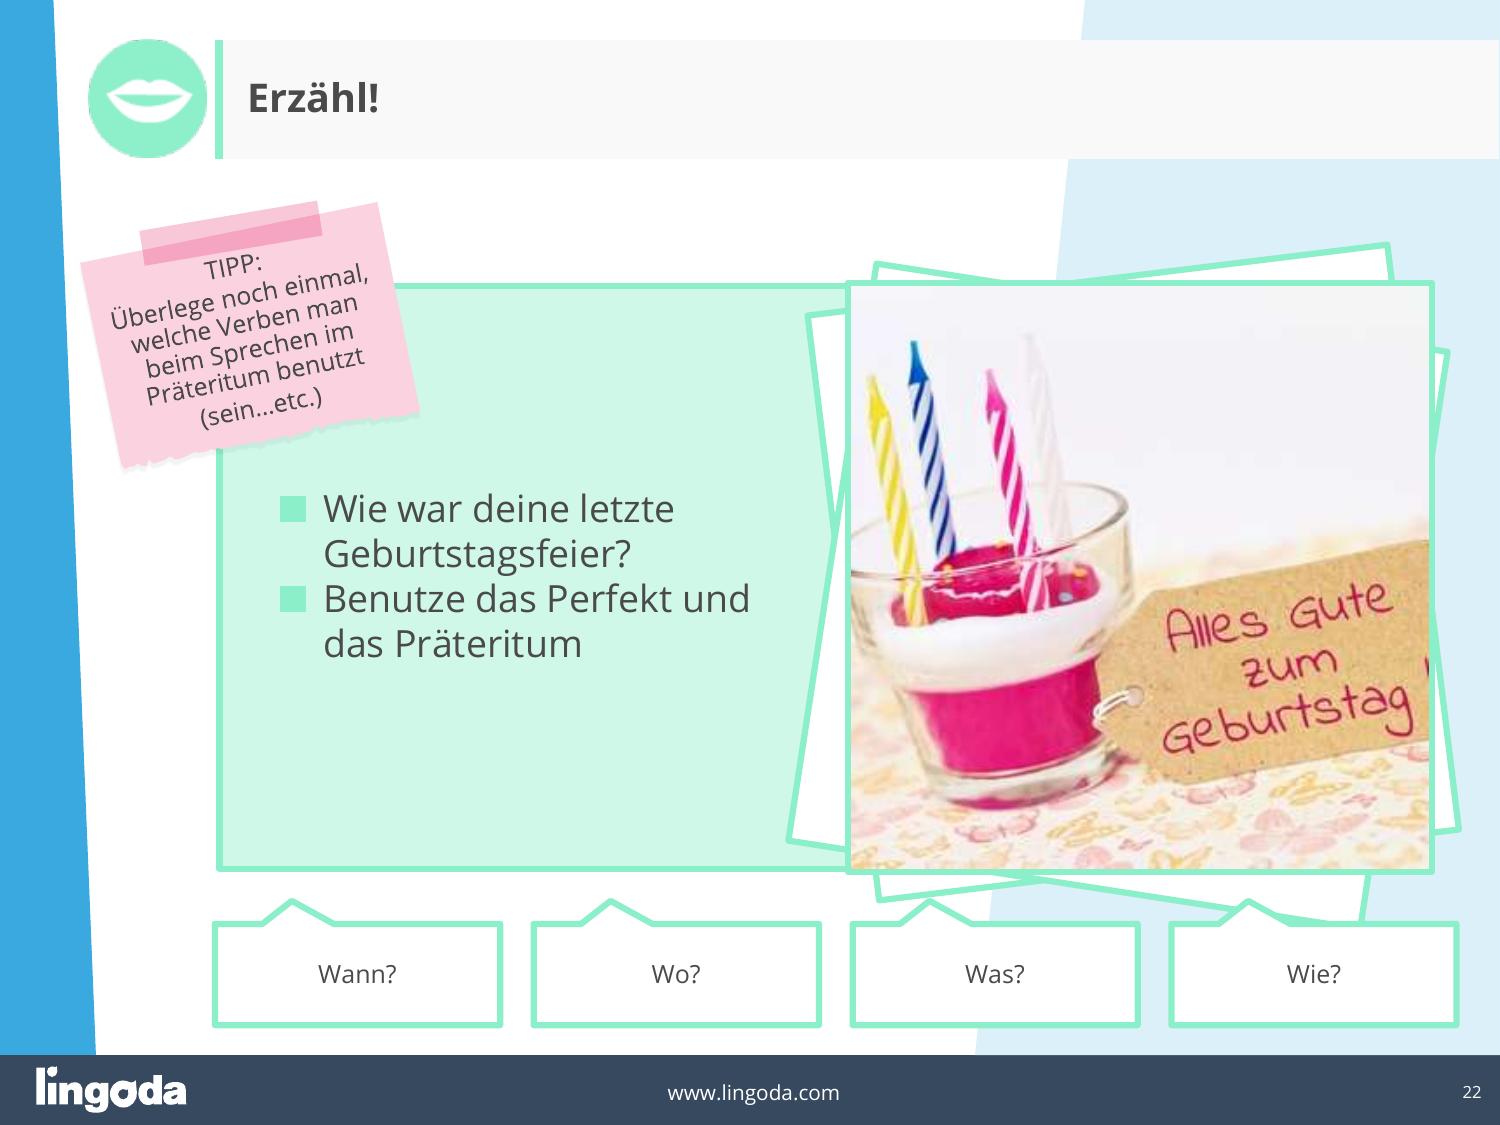 Erzähl!
TIPP:
Überlege noch einmal,
welche Verben man
beim Sprechen im
Präteritum benutzt
(sein...etc.)
Wie war deine letzte
Geburtstagsfeier?
Benutze das Perfekt und
das Präteritum
Alles Gute
zum
Geburtstag
Wann?
Wo?
Was?
Wie?
lingoda
www.lingoda.com
22